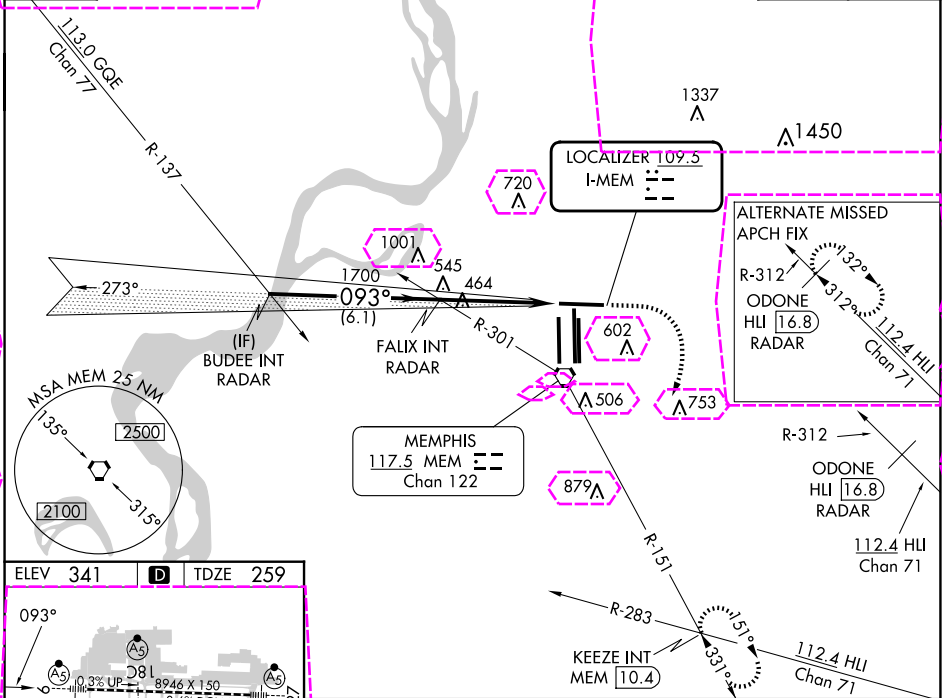 113.0 GQE
Chan 77
R-137
1337
1450
LOCALIZER 109.5
I-MEM
720
1001
545
464
1700
273°
093°
(6.1)
R-301
(IF)
BUDEE INT
RADAR
FALIX INT
RADAR
602
506
753
ALTERNATE MISSED
APCH FIX
R-312
132°
312°
ODONE
HLI 16.8
RADAR
112.4 HLI
Chan 71
MSA MEM 25 NM
135°
2500
2100
315°
MEMPHIS
117.5 MEM
Chan 122
879
R-151
R-312
ODONE
HLI 16.8
RADAR
112.4 HLI
Chan 71
R-283
151°
331°
KEEZE INT
MEM 10.4
112.4 HLI
Chan 71
ELEV 341 D TDZE 259
093°
A5
A5
A5
18C
9
0.3% UP
8946 X 150